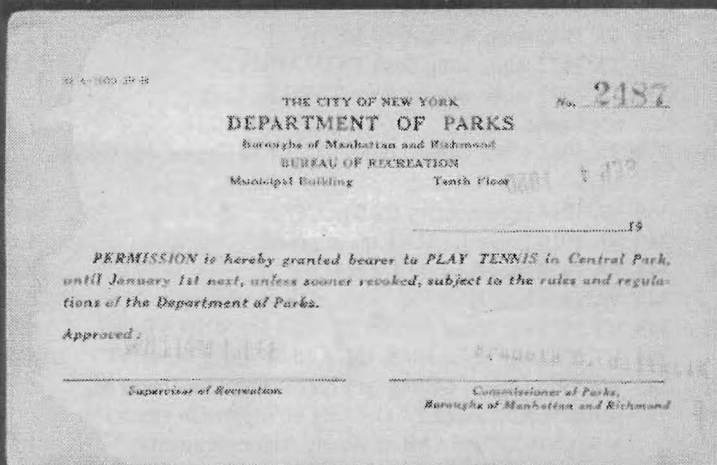 THE CITY OF NEW YORK
No. 2487
DEPARTMENT OF PARKS
Boroughs of Manhattan and Richmond
BUREAU OF RECREATION
Municipal Building Tenth Floor
19
PERMISSION is hereby granted bearer to PLAY TENNIS in Central Park,
until January 1st next, unless sooner revoked, subject to the rules and regula-
tions of the Department of Parks.
Approved:
Supervisor of Recreation
Commissioner of Parks,
Boroughs of Manhattan and Richmond